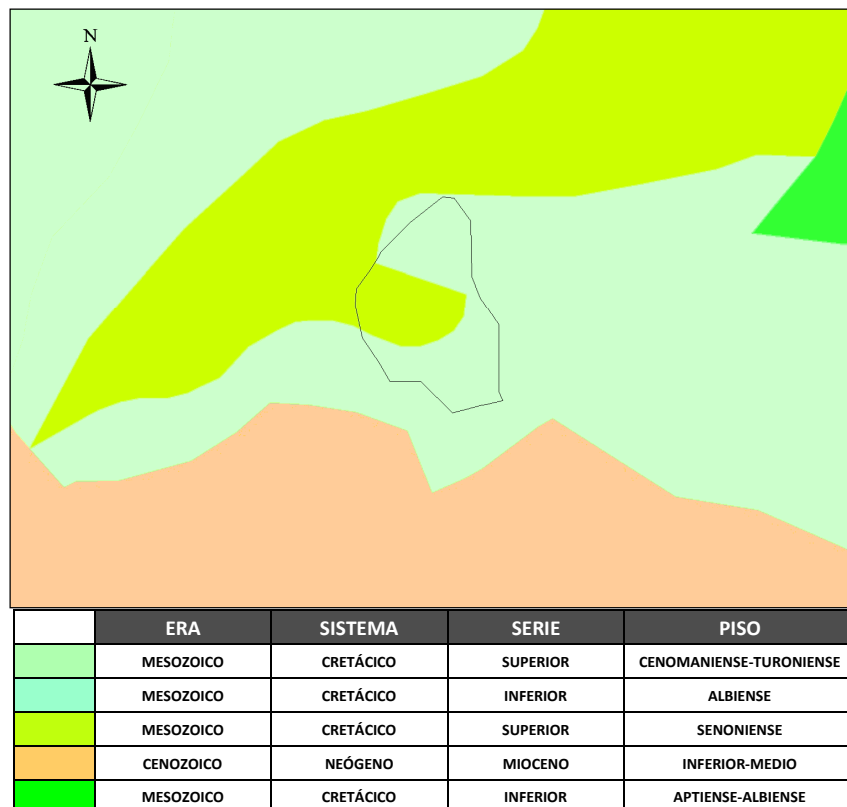 N
ERA SISTEMA SERIE PISO
MESOZOICO CRETÁCICO SUPERIOR CENOMANIENSE-TURONIENSE
MESOZOICO CRETÁCICO INFERIOR ALBIENSE
MESOZOICO CRETÁCICO SUPERIOR SENONIENSE
CENOZOICO NEÓGENO MIOCENO INFERIOR-MEDIO
MESOZOICO CRETÁCICO INFERIOR APTIENSE-ALBIENSE